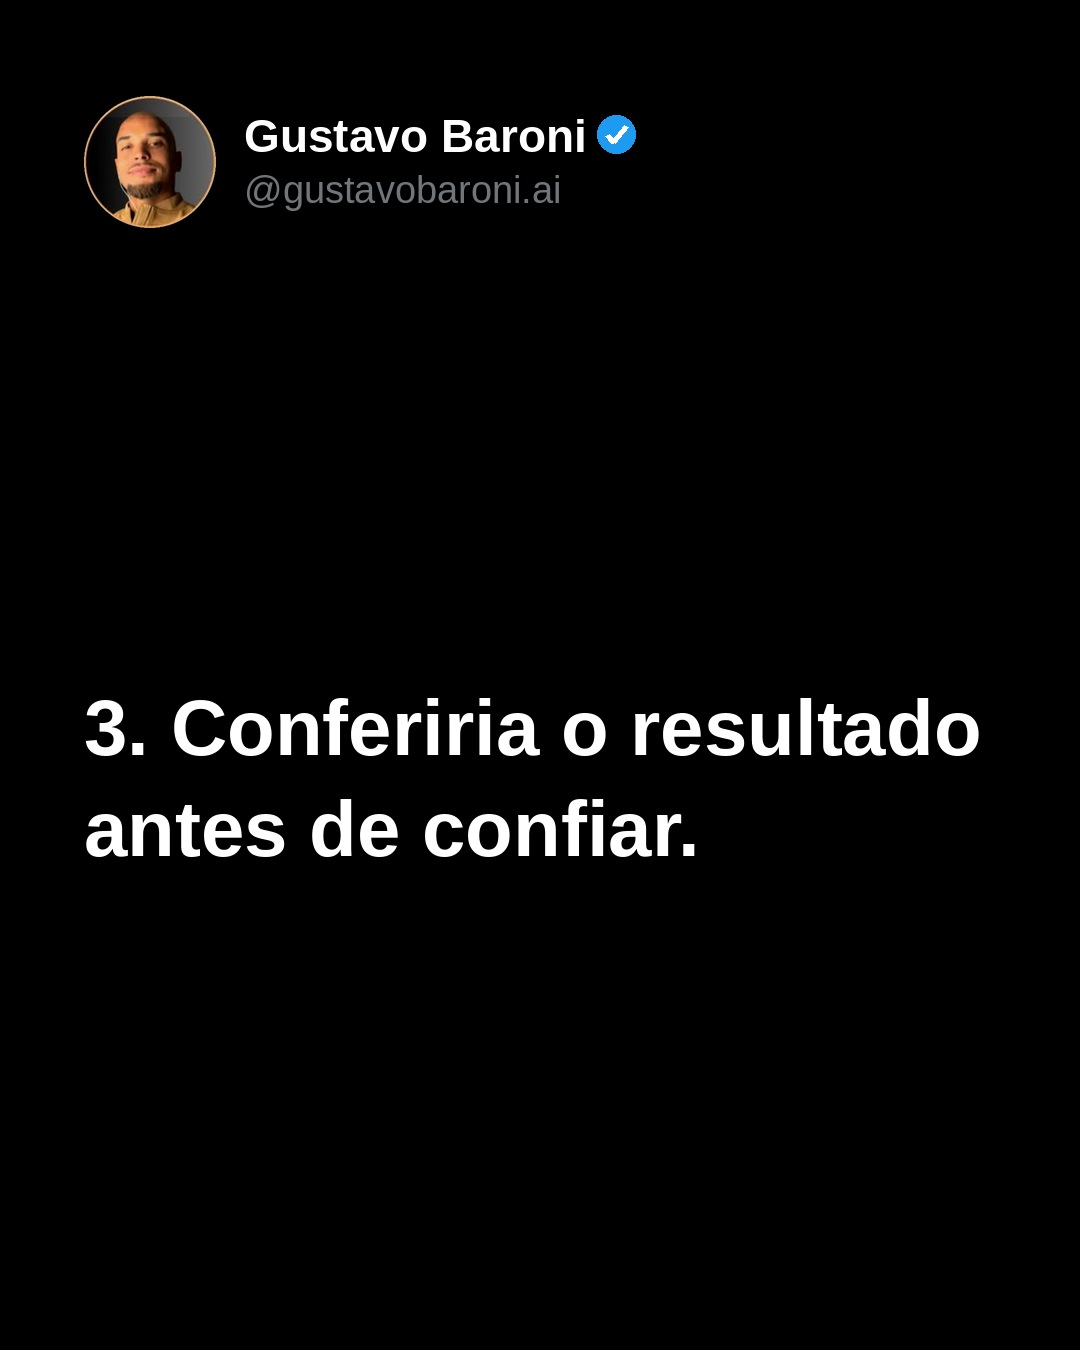 Gustavo Baroni
@gustavobaroni.ai
3. Conferiria o resultado
antes de confiar.